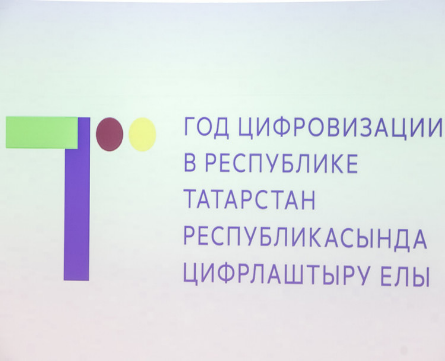 ГОД ЦИФРОВИЗАЦИИ
В РЕСПУБЛИКЕ
ТАТАРСТАН
РЕСПУБЛИКАСЫНДА
ЦИФРЛАШТЫРУ ЕЛЫ